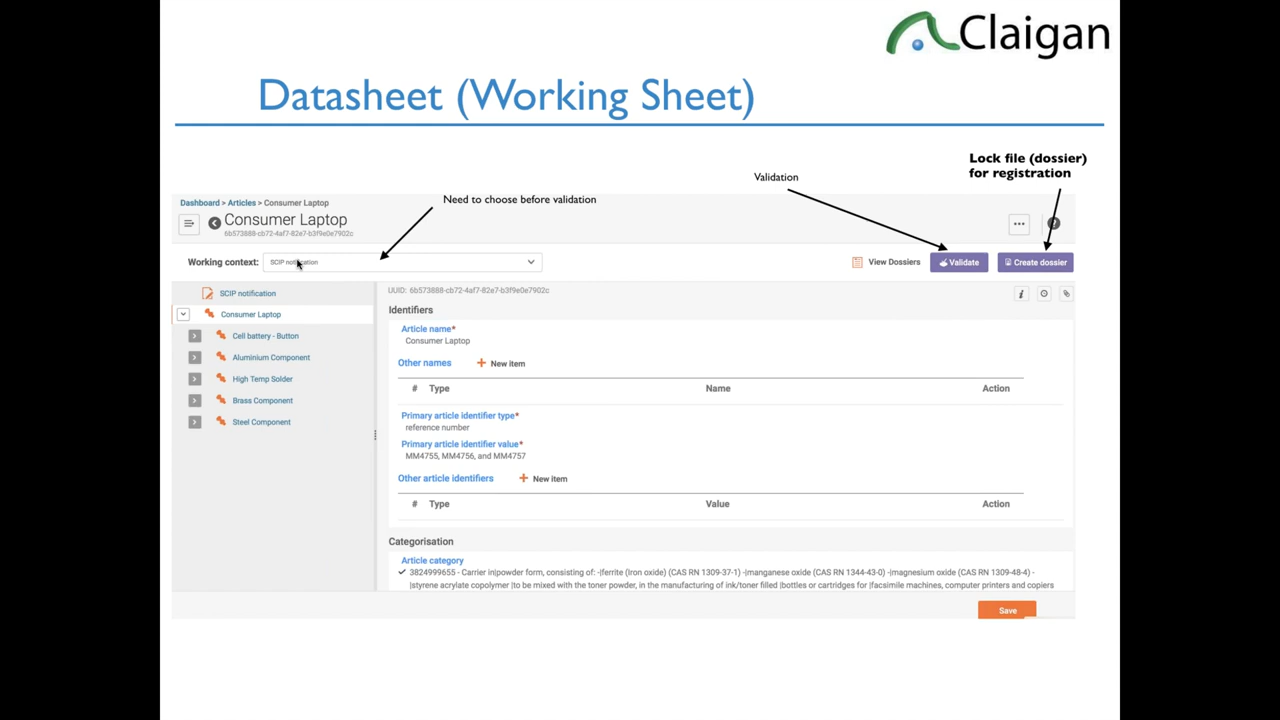 Claigan
Datasheet (Working Sheet)
Lock file (dossier)
for registration
Validation
Need to choose before validation
Dashboard > Articles > Consumer Laptop
Consumer Laptop
6b573888-cb72-4af7-82e7-b3f9e0e7902c
Working context:
SCIP notification
View Dossiers
Validate
Create dossier
SCIP notification
Consumer Laptop
Cell battery - Button
Aluminium Component
High Temp Solder
Brass Component
Steel Component
UUID: 6b573888-cb72-4af7-82e7-b3f9e0e7902c
Identifiers
Article name*
Consumer Laptop
Other names + New item
# Type Name Action
Primary article identifier type*
reference number
Primary article identifier value*
MM4755, MM4756, and MM4757
Other article identifiers + New item
# Type Value Action
Categorisation
Article category
3824999655 - Carrier in|powder form, consisting of: -|ferrite (Iron oxide) (CAS RN 1309-37-1) -|manganese oxide (CAS RN 1344-43-0) -|magnesium oxide (CAS RN 1309-48-4) -
|styrene acrylate copolymer |to be mixed with the toner powder, in the manufacturing of ink/toner filled |bottles or cartridges for |facsimile machines, computer printers and copiers
Save